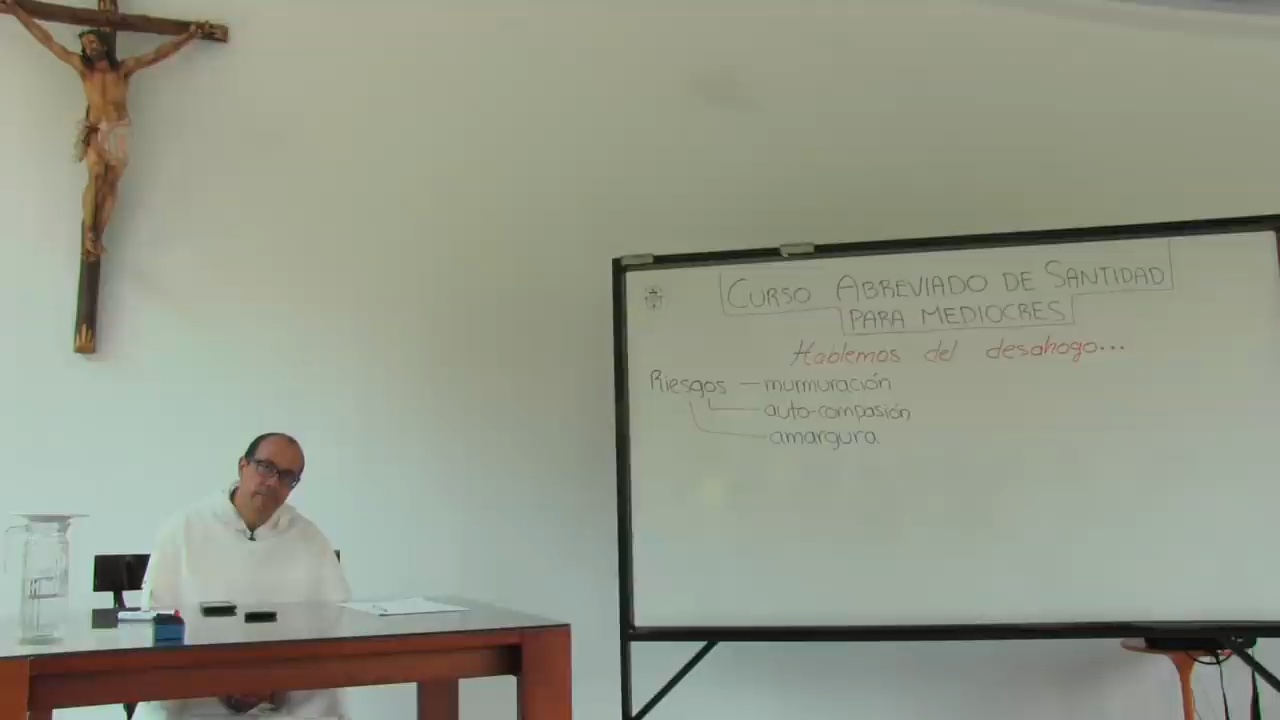 CURSO ABREVIADO DE SANTIDAD
PARA MEDIOCRES
Hablemos del desahogo...
Riesgos — murmuración
auto-compasión
amargura